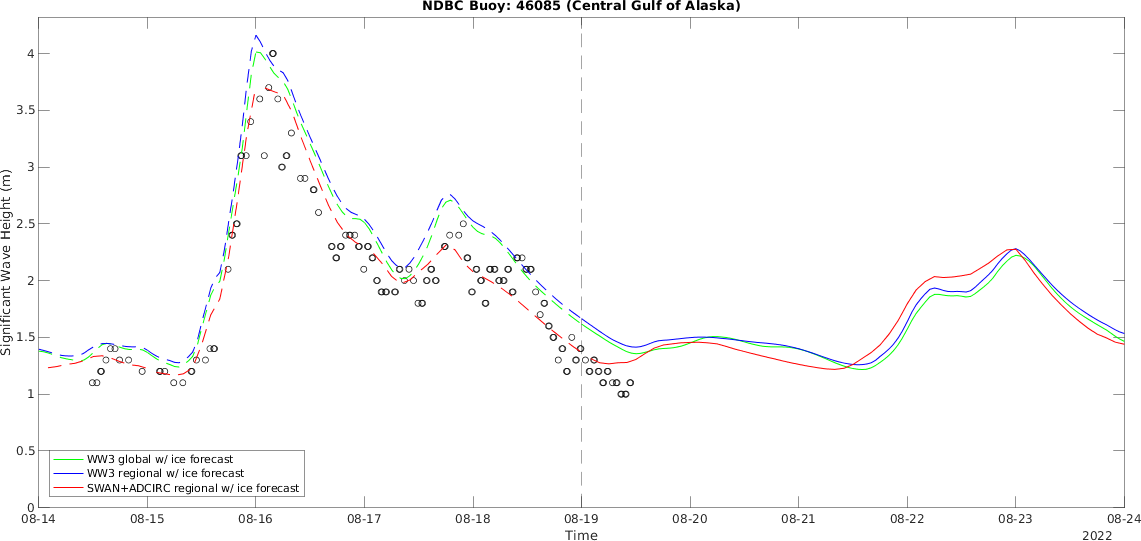 NDBC Buoy: 46085 (Central Gulf of Alaska)
Significant Wave Height (m)
4
3.5
3
2.5
2
1.5
1
0.5
0
WW3 global w/ ice forecast
WW3 regional w/ ice forecast
SWAN+ADCIRC regional w/ ice forecast
08-14 08-15 08-16 08-17 08-18 08-19 08-20 08-21 08-22 08-23 08-24
Time
2022